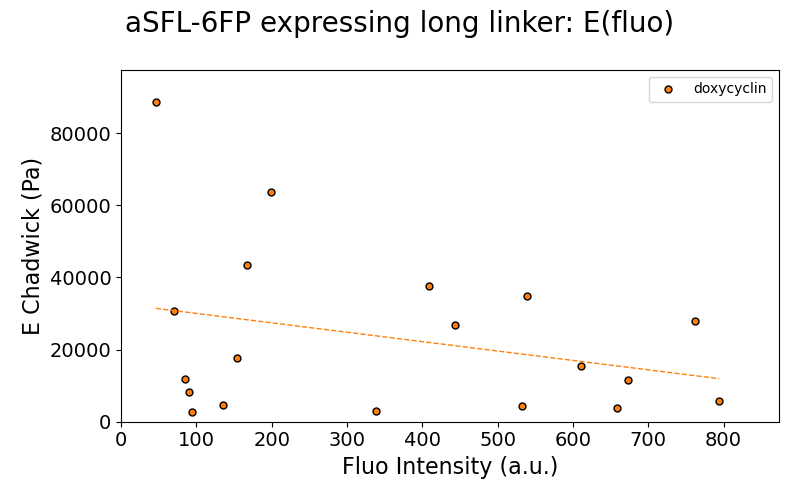 aSFL-6FP expressing long linker: E(fluo)
doxycyclin
E Chadwick (Pa)
80000
60000
40000
20000
0
0 100 200 300 400 500 600 700 800
Fluo Intensity (a.u.)